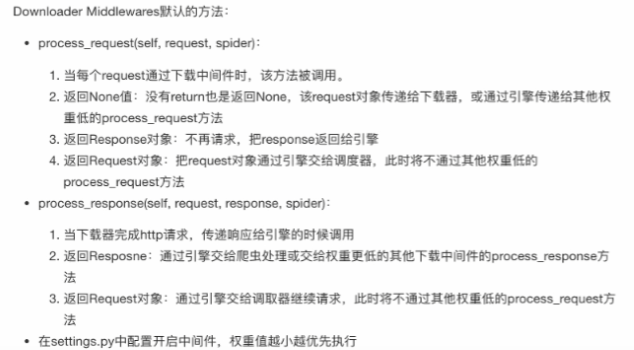 Downloader Middlewares默认的方法：
• process_request(self, request, spider)：
1. 当每个request通过下载中间件时，该方法被调用。
2. 返回None值：没有return也是返回None，该request对象传递给下载器，或通过引擎传递给其他权
重低的process_request方法
3. 返回Response对象：不再请求，把response返回给引擎
4. 返回Request对象：把request对象通过引擎交给调度器，此时将不通过其他权重低的
process_request方法
• process_response(self, request, response, spider)：
1. 当下载器完成http请求，传递响应给引擎的时候调用
2. 返回Resposne：通过引擎交给爬虫处理或交给权重更低的其他下载中间件的process_response方
法
3. 返回Request对象：通过引擎交给调取器继续请求，此时将不通过其他权重低的process_request方
法
• 在settings.py中配置开启中间件，权重值越小越优先执行